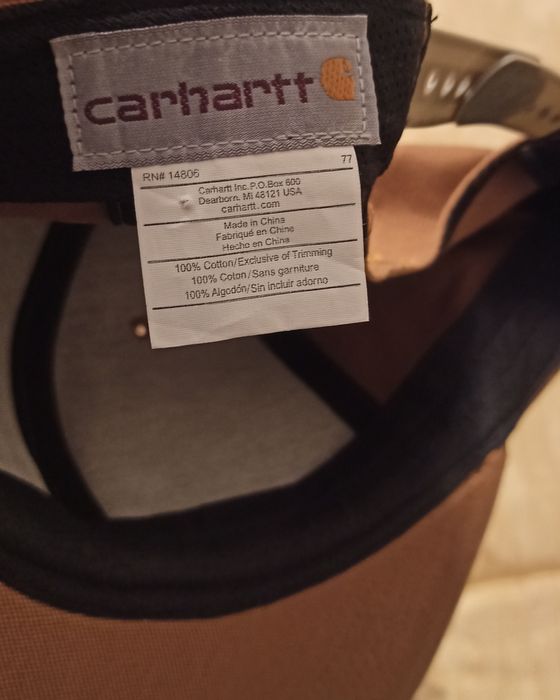 carhartt
RN# 14806 77
Carhartt Inc. P.O.Box 600
Dearborn, MI 48121 USA
carhartt.com
Made in China
Fabriqué en Chine
Hecho en China
100% Cotton/Exclusive of Trimming
100% Coton/Sans garniture
100% Algodón/Sin incluir adorno